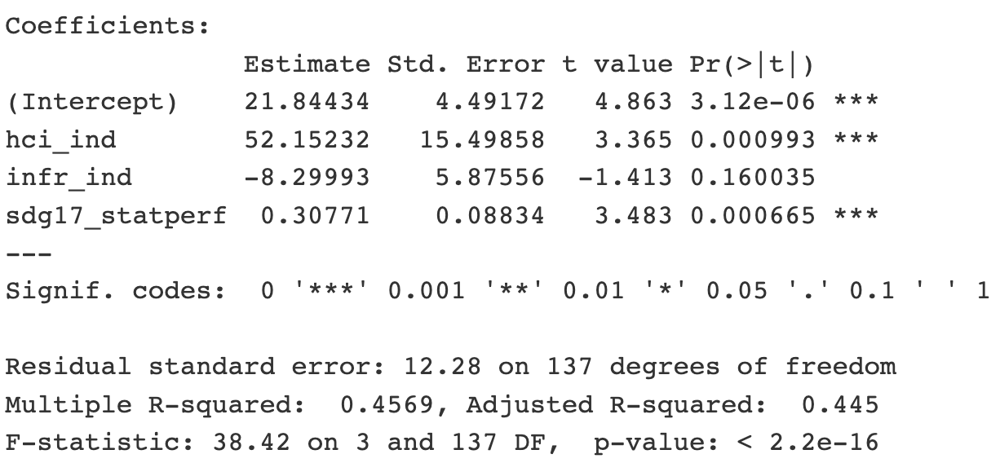 Coefficients:
Estimate Std. Error t value Pr(>|t|)
(Intercept) 21.84434 4.49172 4.863 3.12e-06 ***
hci_ind 52.15232 15.49858 3.365 0.000993 ***
infr_ind -8.29993 5.87556 -1.413 0.160035
sdg17_statperf 0.30771 0.08834 3.483 0.000665 ***
---
Signif. codes: 0 '***' 0.001 '**' 0.01 '*' 0.05 '.' 0.1 ' ' 1
Residual standard error: 12.28 on 137 degrees of freedom
Multiple R-squared: 0.4569, Adjusted R-squared: 0.445
F-statistic: 38.42 on 3 and 137 DF, p-value: < 2.2e-16